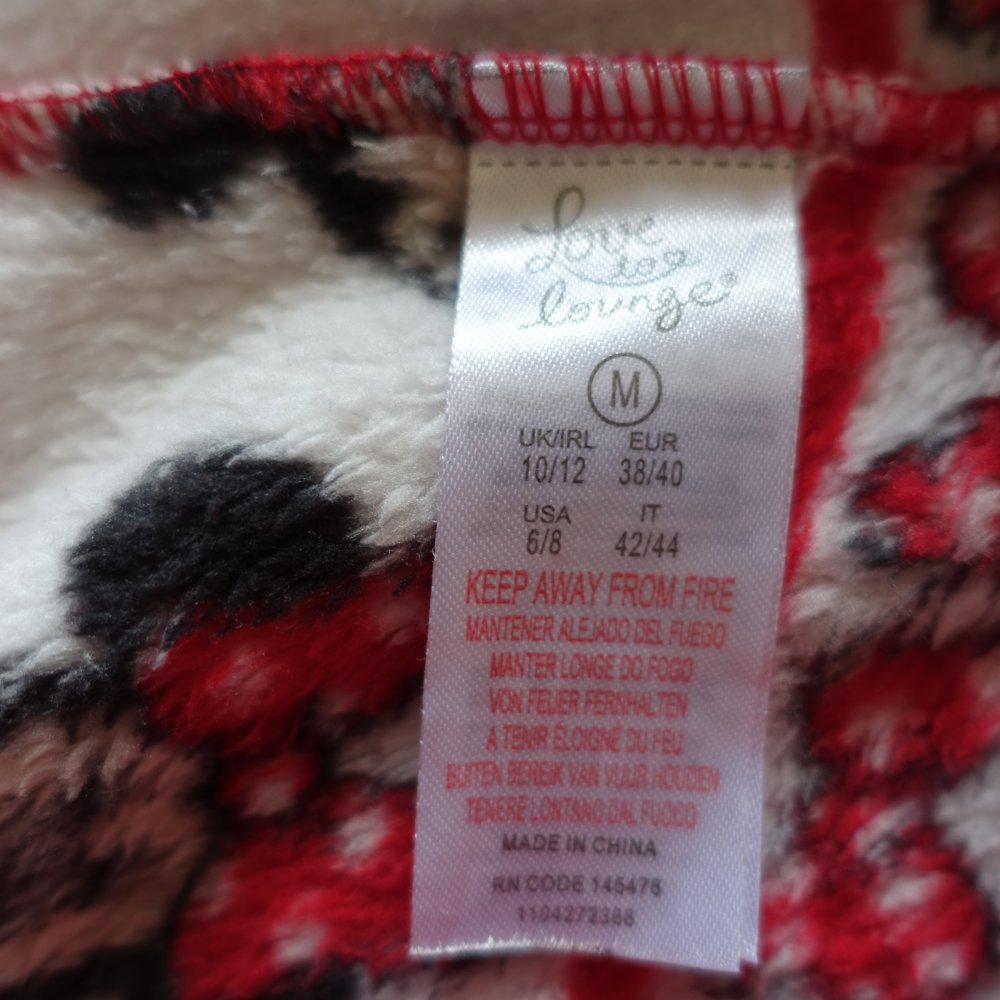 Love
to
lounge®
M
UK/IRL EUR
10/12 38/40
USA IT
6/8 42/44
KEEP AWAY FROM FIRE
MANTENER ALEJADO DEL FUEGO
MANTER LONGE DO FOGO
VON FEUER FERNHALTEN
A TENIR ÉLOIGNÉ DU FEU
BUITEN BEREIK VAN VUUR HOUDEN
TENERE LONTANO DAL FUOCO
MADE IN CHINA
RN CODE 145478
1104272388